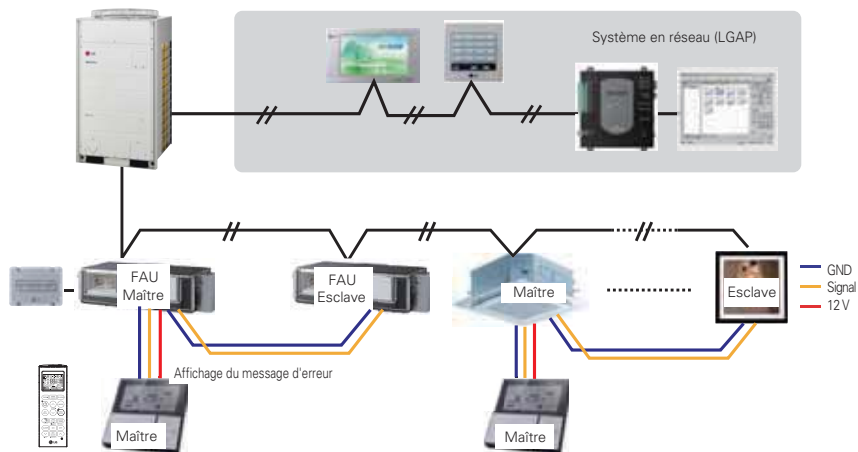 Système en réseau (LGAP)
FAU
Maître
FAU
Esclave
Maître
Esclave
GND
Signal
12 V
Affichage du message d'erreur
Maître
Maître